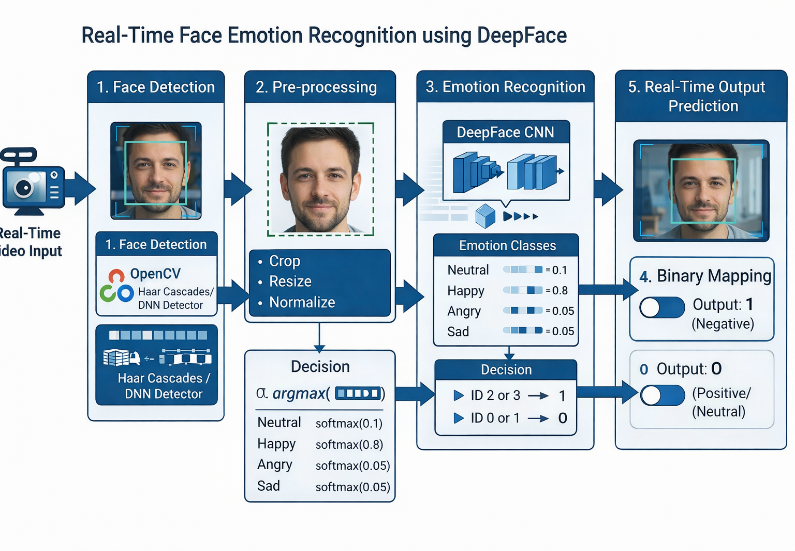 Real-Time Face Emotion Recognition using DeepFace
Real-Time
ideo Input
1. Face Detection
1. Face Detection
OpenCV
Haar Cascades/
DNN Detector
Haar Cascades /
DNN Detector
2. Pre-processing
• Crop
• Resize
• Normalize
Decision
σ. argmax( )
Neutral softmax(0.1)
Happy softmax(0.8)
Angry softmax(0.05)
Sad softmax(0.05)
3. Emotion Recognition
DeepFace CNN
Emotion Classes
Neutral = 0.1
Happy = 0.8
Angry = 0.05
Sad = 0.05
Decision
ID 2 or 3 → 1
ID 0 or 1 → 0
5. Real-Time Output
Prediction
4. Binary Mapping
Output: 1
(Negative)
0 Output: 0
(Positive/
(Neutral)